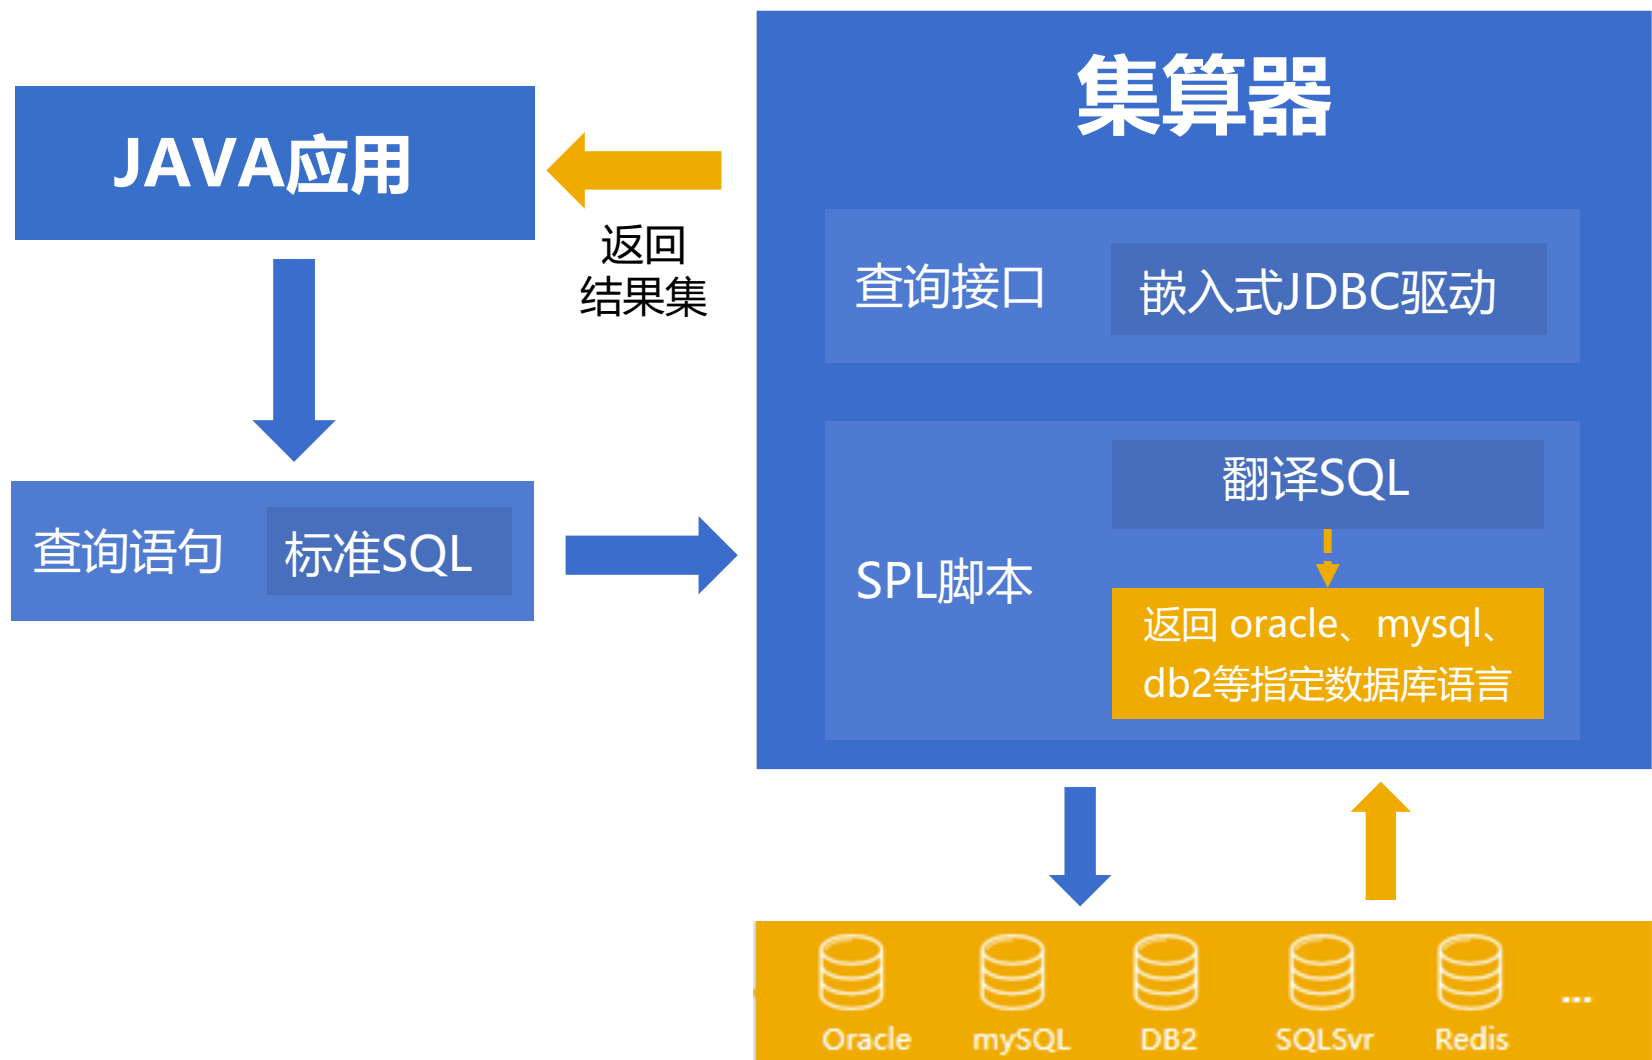 集算器
JAVA应用
返回
结果集
查询接口
嵌入式JDBC驱动
查询语句
标准SQL
SPL脚本
翻译SQL
返回 oracle、mysql、
db2等指定数据库语言
Oracle
mySQL
DB2
SQLSvr
Redis
...